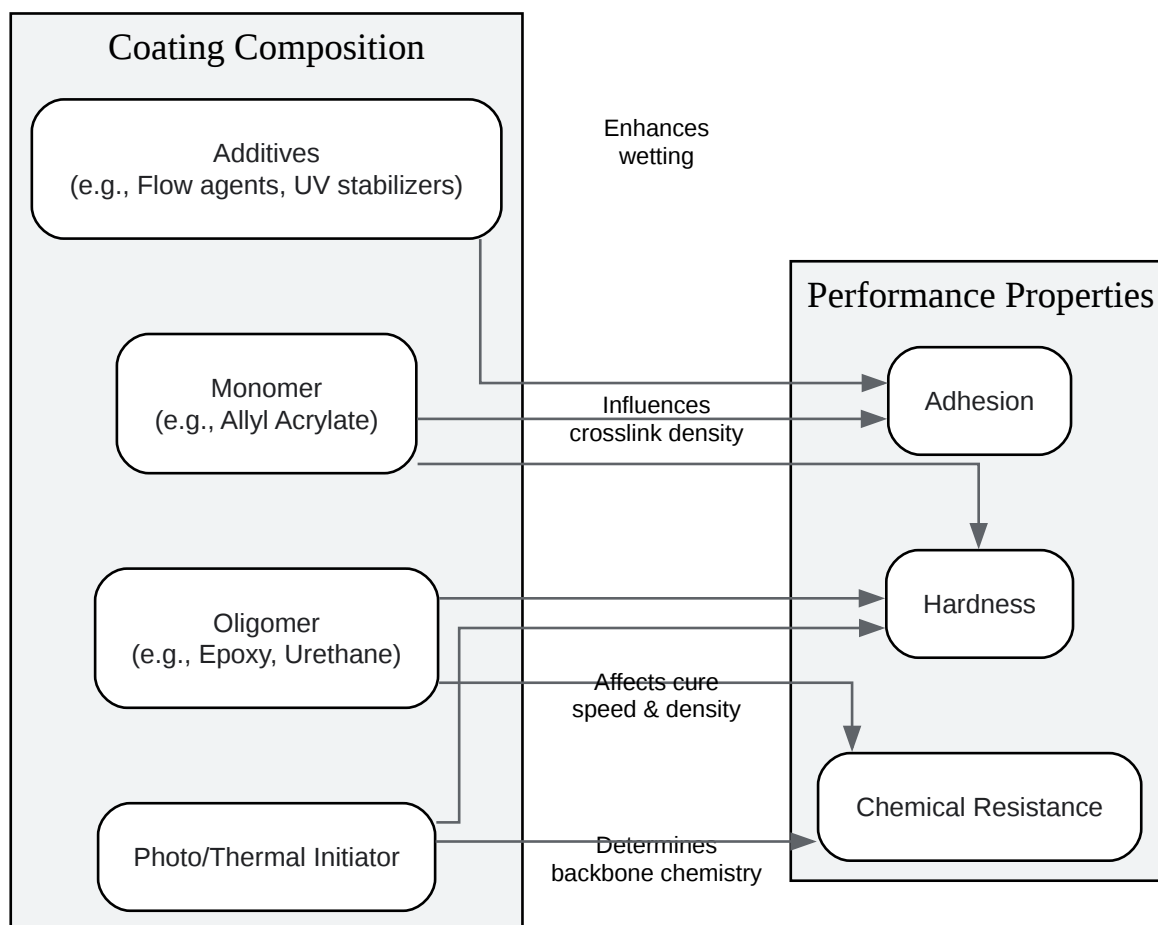 Coating Composition
Additives
(e.g., Flow agents, UV stabilizers)
Monomer
(e.g., Allyl Acrylate)
Oligomer
(e.g., Epoxy, Urethane)
Photo/Thermal Initiator
Enhances
wetting
Influences
crosslink density
Affects cure
speed & density
Determines
backbone chemistry
Performance Properties
Adhesion
Hardness
Chemical Resistance